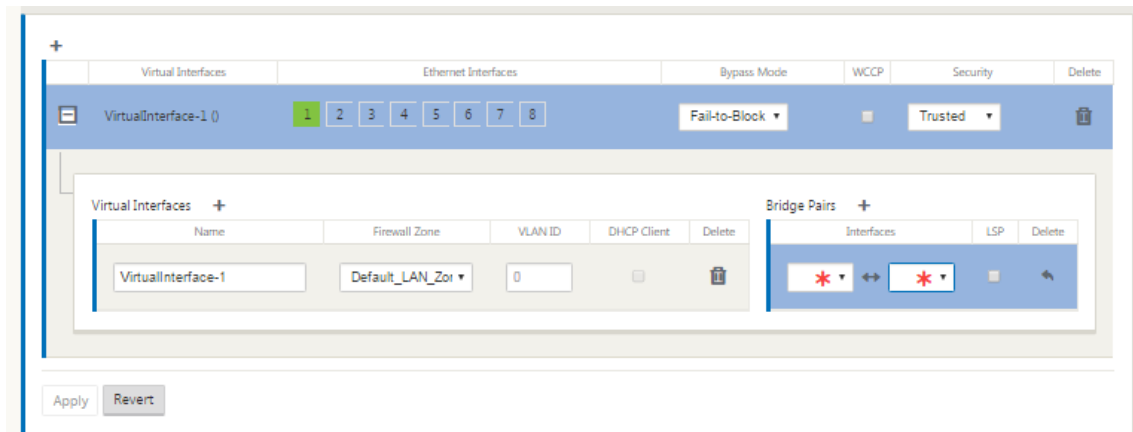 +
Virtual Interfaces Ethernet Interfaces Bypass Mode WCCP Security Delete
VirtualInterface-1 () 1 2 3 4 5 6 7 8 Fail-to-Block Trusted
Virtual Interfaces + Bridge Pairs +
Name Firewall Zone VLAN ID DHCP Client Delete Interfaces LSP Delete
VirtualInterface-1 Default_LAN_Zor 0 * *
Apply Revert